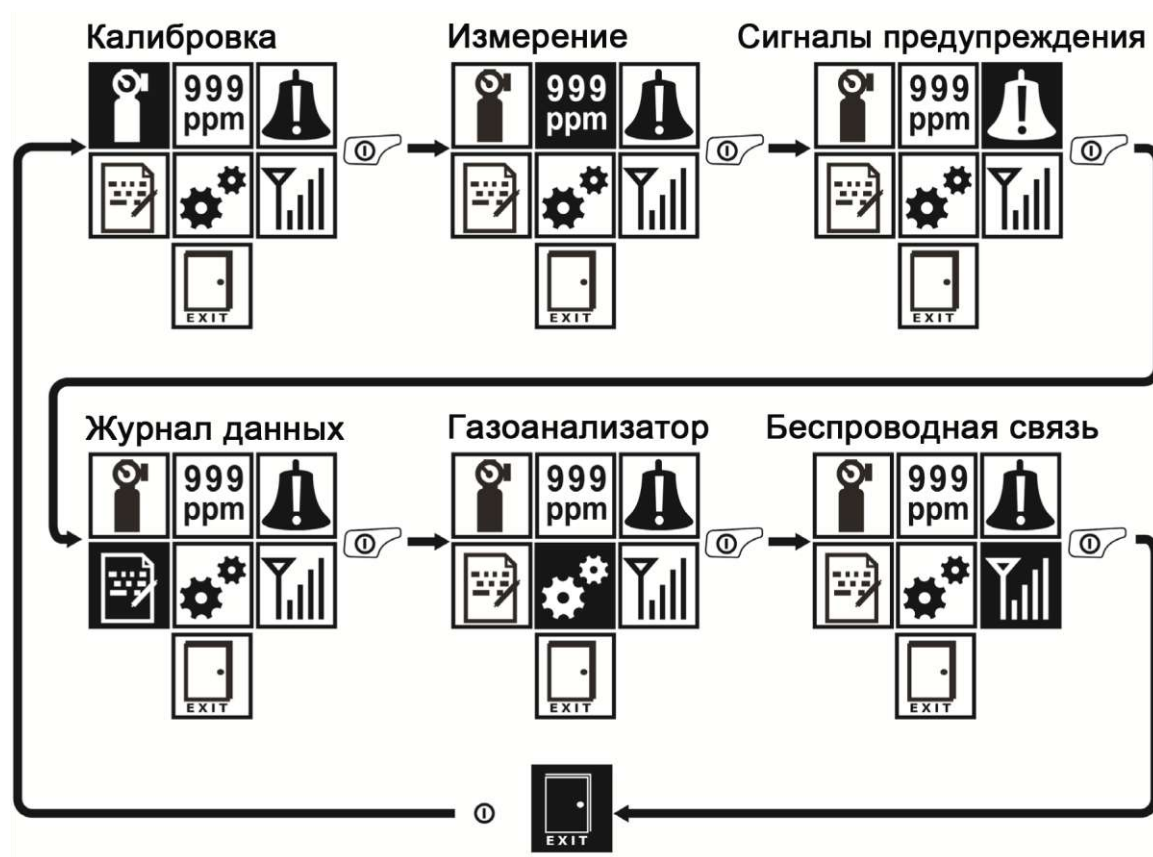 Калибровка
Измерение
Сигналы предупреждения
999
ppm
999
ppm
999
ppm
EXIT
EXIT
EXIT
Журнал данных
Газоанализатор
Беспроводная связь
999
ppm
999
ppm
999
ppm
EXIT
EXIT
EXIT
EXIT